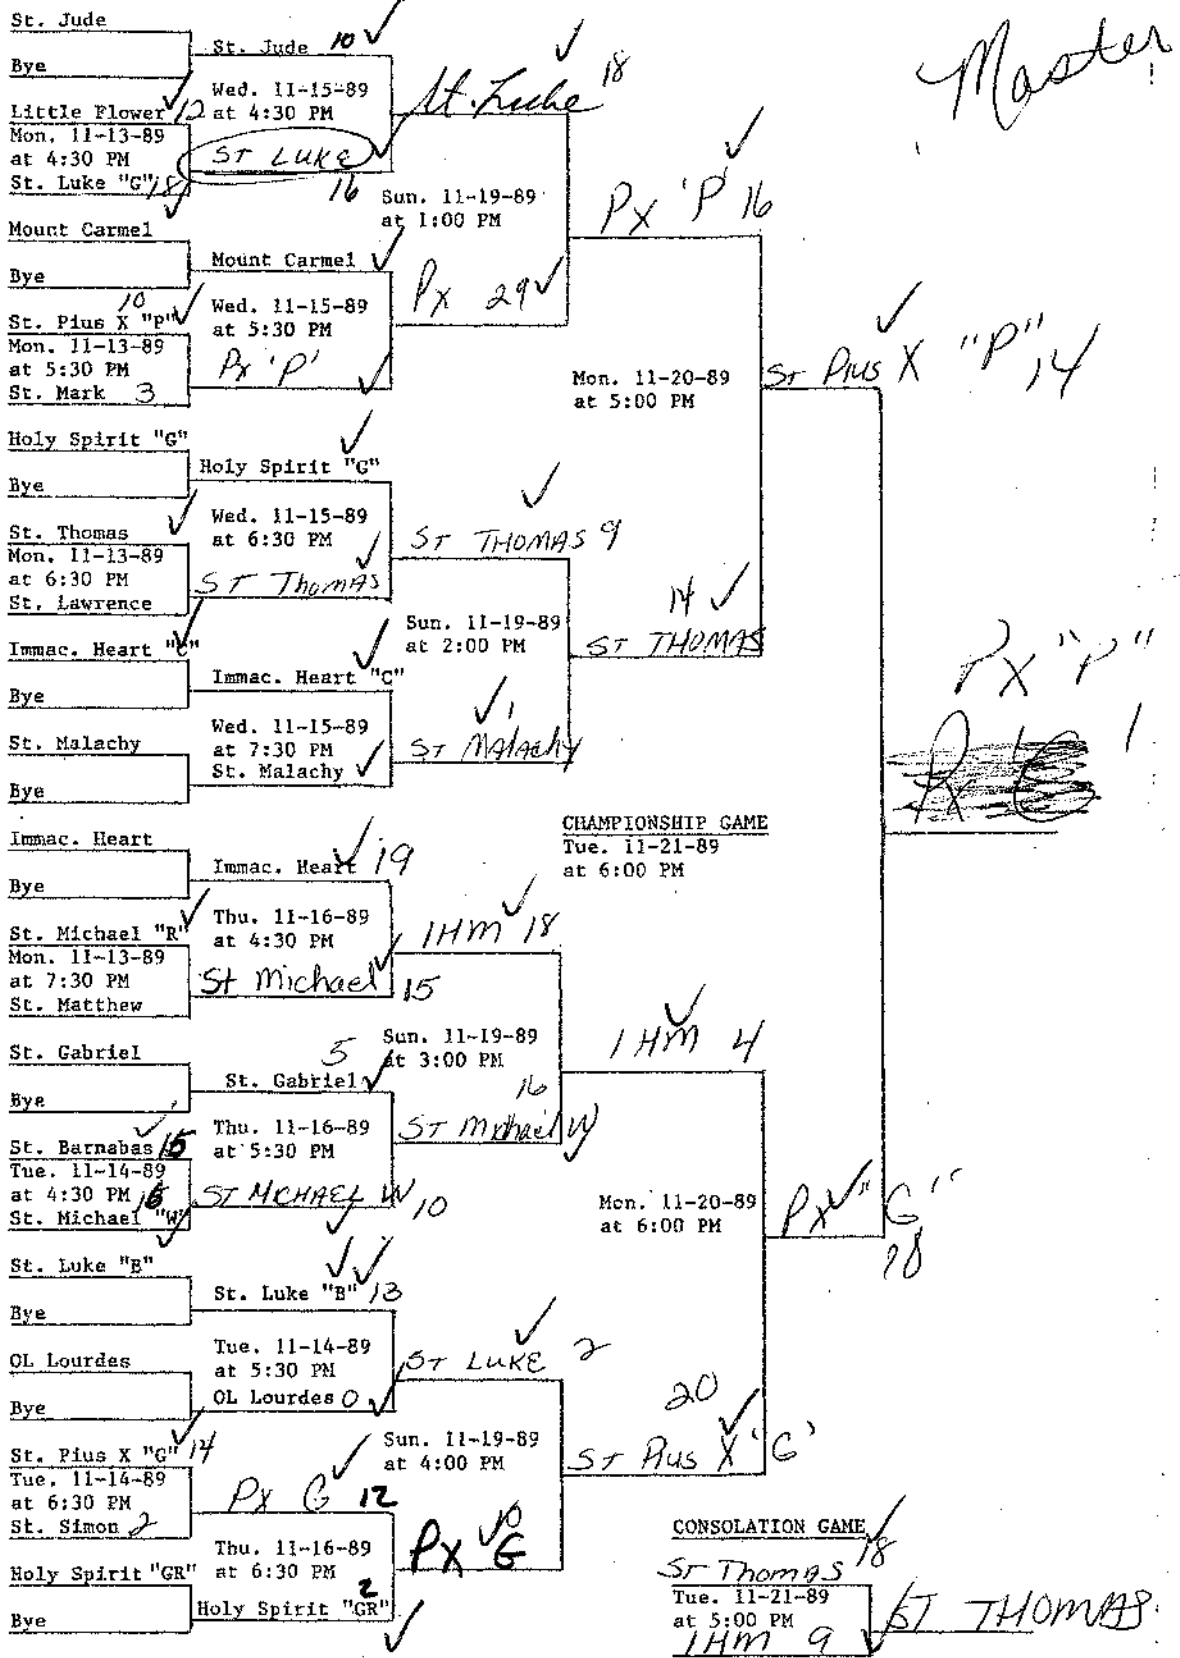 Master
St. Jude
Bye
St. Jude 10
Little Flower 12
Mon. 11-13-89
at 4:30 PM
St. Luke "G" 18
Wed. 11-15-89
at 4:30 PM
ST LUKE
16
St. Luke 18
Mount Carmel
Bye
Mount Carmel
10
St. Pius X "P"
Mon. 11-13-89
at 5:30 PM
St. Mark 3
Wed. 11-15-89
at 5:30 PM
Px 'P'
Px 29
Sun. 11-19-89
at 1:00 PM
Px 'P' 16
Holy Spirit "G"
Bye
Holy Spirit "G"
St. Thomas
Mon. 11-13-89
at 6:30 PM
St. Lawrence
Wed. 11-15-89
at 6:30 PM
ST Thomas
ST THOMAS 9
Immac. Heart "C"
Bye
Immac. Heart "C"
St. Malachy
Bye
Wed. 11-15-89
at 7:30 PM
St. Malachy
1
ST Malachy
Sun. 11-19-89
at 2:00 PM
14
ST THOMAS
Mon. 11-20-89
at 5:00 PM
ST PIUS X "P" 14
Immac. Heart
Bye
Immac. Heart 19
St. Michael "R"
Mon. 11-13-89
at 7:30 PM
St. Matthew
Thu. 11-16-89
at 4:30 PM
St Michael 15
IHM 18
St. Gabriel
Bye
5
St. Gabriel
St. Barnabas 15
Tue. 11-14-89
at 4:30 PM 16
St. Michael "W"
Thu. 11-16-89
at 5:30 PM
ST MICHAEL W 10
16
ST Michael W
Sun. 11-19-89
at 3:00 PM
IHM 4
St. Luke "B"
Bye
St. Luke "B" 13
OL Lourdes
Bye
Tue. 11-14-89
at 5:30 PM
OL Lourdes 0
ST LUKE 2
St. Pius X "G" 14
Tue. 11-14-89
at 6:30 PM
St. Simon 2
Px G 12
Holy Spirit "GR"
Bye
Thu. 11-16-89
at 6:30 PM
2
Holy Spirit "GR"
10
PX G
Sun. 11-19-89
at 4:00 PM
20
ST Pius X 'G'
Mon. 11-20-89
at 6:00 PM
Px "G"
CHAMPIONSHIP GAME
Tue. 11-21-89
at 6:00 PM
Px "P"
CONSOLATION GAME
18
ST Thomas
Tue. 11-21-89
at 5:00 PM
IHM 9
ST THOMAS